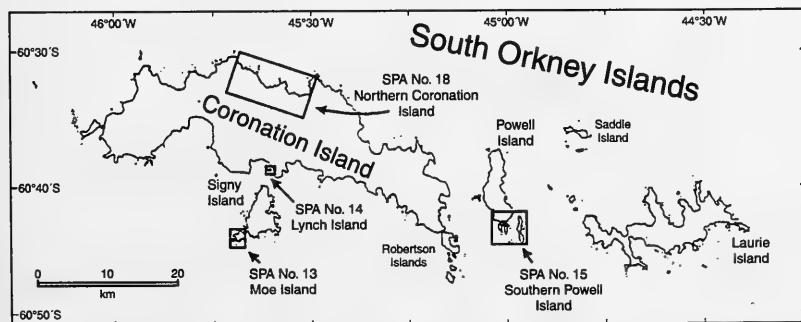 46°00'W
45°30'W
45°00'W
44°30'W
60°30'S
60°40'S
60°50'S
South Orkney Islands
SPA No. 18
Northern Coronation
Island
Coronation Island
Powell
Island
Saddle
Island
Signy
Island
SPA No. 14
Lynch Island
SPA No. 13
Moe Island
Robertson
Islands
SPA No. 15
Southern Powell
Island
Laurie
Island
0 10 20
km